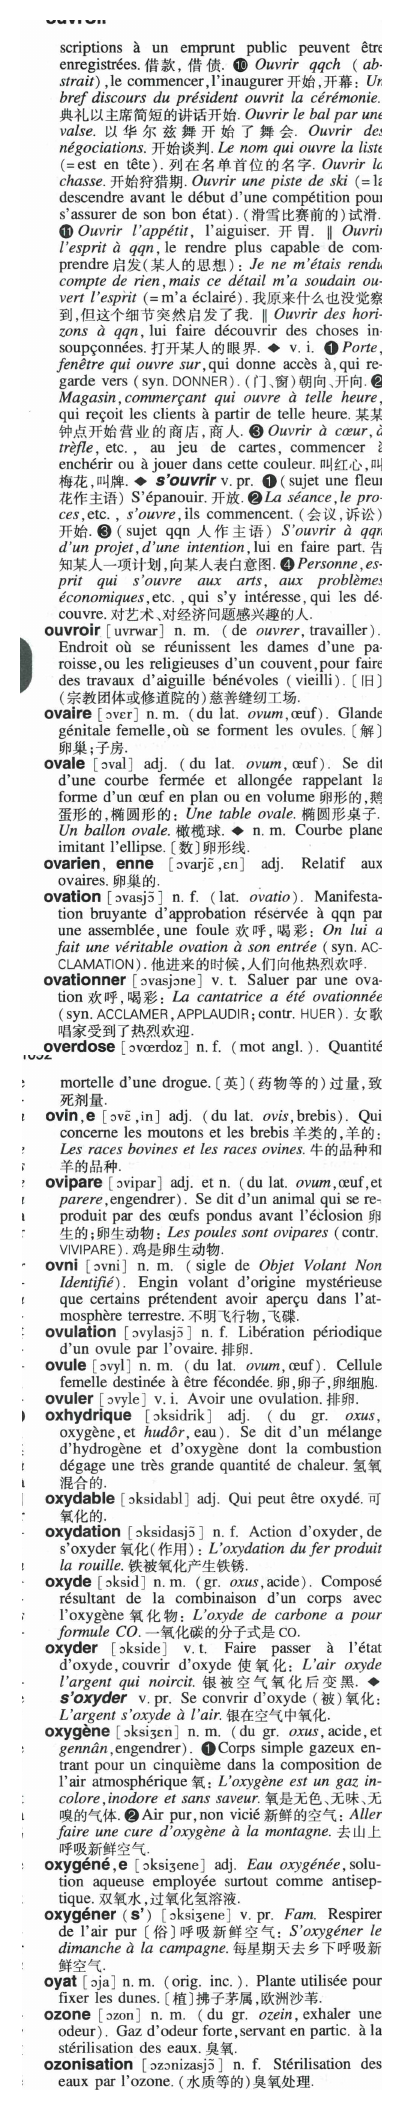 scriptions à un emprunt public peuvent être
enregistrées. 借款, 借债. ❿ Ouvrir qqch (ab-
strait), le commencer, l'inaugurer 开始,开幕: Un
bref discours du président ouvrit la cérémonie.
典礼以主席简短的讲话开始. Ouvrir le bal par une
valse. 以华尔兹舞开始了舞会. Ouvrir des
négociations. 开始谈判. Le nom qui ouvre la liste
(= est en tête). 列在名单首位的名字. Ouvrir la
chasse. 开始狩猎期. Ouvrir une piste de ski (= la
descendre avant le début d'une compétition pour
s'assurer de son bon état). (滑雪比赛前的)试滑.
⓫ Ouvrir l'appétit, l'aiguiser. 开胃. ‖ Ouvrir
l'esprit à qqn, le rendre plus capable de com-
prendre 启发(某人的思想): Je ne m'étais rendu
compte de rien, mais ce détail m'a soudain ou-
vert l'esprit (= m'a éclairé). 我原来什么也没觉察
到,但这个细节突然启发了我. ‖ Ouvrir des hori-
zons à qqn, lui faire découvrir des choses in-
soupçonnées. 打开某人的眼界. ◆ v. i. ❶ Porte,
fenêtre qui ouvre sur, qui donne accès à, qui re-
garde vers (syn. DONNER). (门、窗)朝向、开向. ❷
Magasin, commerçant qui ouvre à telle heure,
qui reçoit les clients à partir de telle heure. 某某
钟点开始营业的商店,商人. ❸ Ouvrir à cœur, à
trèfle, etc., au jeu de cartes, commencer à
enchérir ou à jouer dans cette couleur. 叫红心,叫
梅花,叫牌. ◆ s'ouvrir v. pr. ❶ (sujet une fleur
花作主语) S'épanouir. 开放. ❷ La séance, le pro-
ces, etc., s'ouvre, ils commencent. (会议,诉讼)
开始. ❸ (sujet qqn 人作主语) S'ouvrir à qqn
d'un projet, d'une intention, lui en faire part. 告
知某人一项计划,向某人表白意图. ❹ Personne, es-
prit qui s'ouvre aux arts, aux problèmes
économiques, etc., qui s'y intéresse, qui les dé-
couvre. 对艺术、对经济问题感兴趣的人.
ouvroir [uvrwar] n. m. (de ouvrer, travailler).
Endroit où se réunissent les dames d'une pa-
roisse, ou les religieuses d'un couvent, pour faire
des travaux d'aiguille bénévoles (vieilli). 〔旧〕
(宗教团体或修道院的)慈善缝纫工场.
ovaire [ɔvɛr] n. m. (du lat. ovum, œuf). Glande
génitale femelle, où se forment les ovules. 〔解〕
卵巢;子房.
ovale [ɔval] adj. (du lat. ovum, œuf). Se dit
d'une courbe fermée et allongée rappelant la
forme d'un œuf en plan ou en volume 卵形的,鹅
蛋形的,椭圆形的: Une table ovale. 椭圆形桌子.
Un ballon ovale. 橄榄球. ◆ n. m. Courbe plane
imitant l'ellipse. 〔数〕卵形线.
ovarien, enne [ɔvarjɛ̃, ɛn] adj. Relatif aux
ovaires. 卵巢的.
ovation [ɔvasjɔ̃] n. f. (lat. ovatio). Manifesta-
tion bruyante d'approbation réservée à qqn par
une assemblée, une foule 欢呼,喝彩: On lui a
fait une véritable ovation à son entrée (syn. AC-
CLAMATION). 他进来的时候,人们向他热烈欢呼.
ovationner [ɔvasjɔne] v. t. Saluer par une ova-
tion 欢呼,喝彩: La cantatrice a été ovationnée
(syn. ACCLAMER, APPLAUDIR; contr. HUER). 女歌
唱家受到了热烈欢迎.
overdose [ɔvœrdoz] n. f. (mot angl.). Quantité
mortelle d'une drogue. 〔英〕(药物等的)过量,致
死剂量.
ovin, e [ɔvɛ̃, in] adj. (du lat. ovis, brebis). Qui
concerne les moutons et les brebis 羊类的,羊的:
Les races bovines et les races ovines. 牛的品种和
羊的品种.
ovipare [ɔvipar] adj. et n. (du lat. ovum, œuf, et
parere, engendrer). Se dit d'un animal qui se re-
produit par des œufs pondus avant l'éclosion 卵
生的;卵生动物: Les poules sont ovipares (contr.
VIVIPARE). 鸡是卵生动物.
ovni [ɔvni] n. m. (sigle de Objet Volant Non
Identifié). Engin volant d'origine mystérieuse
que certains prétendent avoir aperçu dans l'at-
mosphère terrestre. 不明飞行物,飞碟.
ovulation [ɔvylasjɔ̃] n. f. Libération périodique
d'un ovule par l'ovaire. 排卵.
ovule [ɔvyl] n. m. (du lat. ovum, œuf). Cellule
femelle destinée à être fécondée. 卵,卵子,卵细胞.
ovuler [ɔvyle] v. i. Avoir une ovulation. 排卵.
oxhydrique [ɔksidrik] adj. (du gr. oxus,
oxygène, et hudôr, eau). Se dit d'un mélange
d'hydrogène et d'oxygène dont la combustion
dégage une très grande quantité de chaleur. 氢氧
混合的.
oxydable [ɔksidabl] adj. Qui peut être oxydé. 可
氧化的.
oxydation [ɔksidasjɔ̃] n. f. Action d'oxyder, de
s'oxyder 氧化(作用): L'oxydation du fer produit
la rouille. 铁被氧化产生铁锈.
oxyde [ɔksid] n. m. (gr. oxus, acide). Composé
résultant de la combinaison d'un corps avec
l'oxygène 氧化物: L'oxyde de carbone a pour
formule CO. 一氧化碳的分子式是 CO.
oxyder [ɔkside] v. t. Faire passer à l'état
d'oxyde, couvrir d'oxyde 使氧化: L'air oxyde
l'argent qui noircit. 银被空气氧化后变黑. ◆
s'oxyder v. pr. Se convrir d'oxyde (被)氧化:
L'argent s'oxyde à l'air. 银在空气中氧化.
oxygène [ɔksiʒɛn] n. m. (du gr. oxus, acide, et
gennân, engendrer). ❶ Corps simple gazeux en-
trant pour un cinquième dans la composition de
l'air atmosphérique 氧: L'oxygène est un gaz in-
colore, inodore et sans saveur. 氧是无色、无味、无
嗅的气体. ❷ Air pur, non vicié 新鲜的空气: Aller
faire une cure d'oxygène à la montagne. 去山上
呼吸新鲜空气.
oxygéné, e [ɔksiʒene] adj. Eau oxygénée, solu-
tion aqueuse employée surtout comme antisep-
tique. 双氧水,过氧化氢溶液.
oxygéner (s') [ɔksiʒene] v. pr. Fam. Respirer
de l'air pur 〔俗〕呼吸新鲜空气: S'oxygéner le
dimanche à la campagne. 每星期天去乡下呼吸新
鲜空气.
oyat [ɔja] n. m. (orig. inc.). Plante utilisée pour
fixer les dunes. 〔植〕拂子茅属,欧洲沙苇.
ozone [ɔzɔn] n. m. (du gr. ozein, exhaler une
odeur). Gaz d'odeur forte, servant en partic. à la
stérilisation des eaux. 臭氧.
ozonisation [ɔzɔnizasjɔ̃] n. f. Stérilisation des
eaux par l'ozone. (水质等的)臭氧处理.